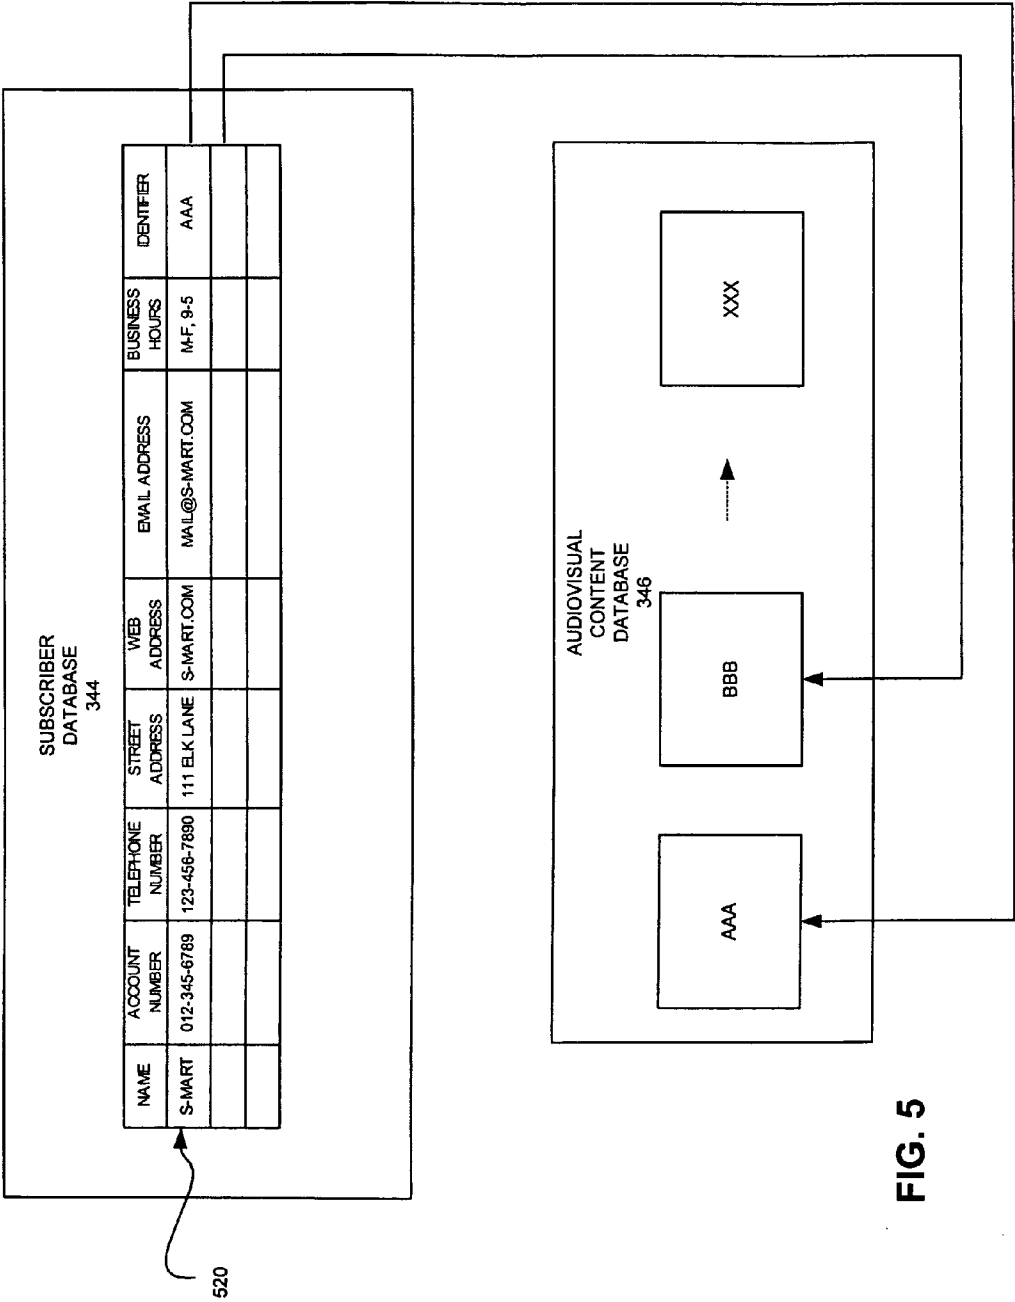 SUBSCRIBER
DATABASE
344
NAME
ACCOUNT
NUMBER
TELEPHONE
NUMBER
STREET
ADDRESS
WEB
ADDRESS
EMAIL ADDRESS
BUSINESS
HOURS
IDENTIFIER
S-MART
012-345-6789
123-456-7890
111 ELK LANE
S-MART.COM
MAIL@S-MART.COM
M-F, 9-5
AAA
520
AUDIOVISUAL
CONTENT
DATABASE
346
AAA
BBB
XXX
FIG. 5